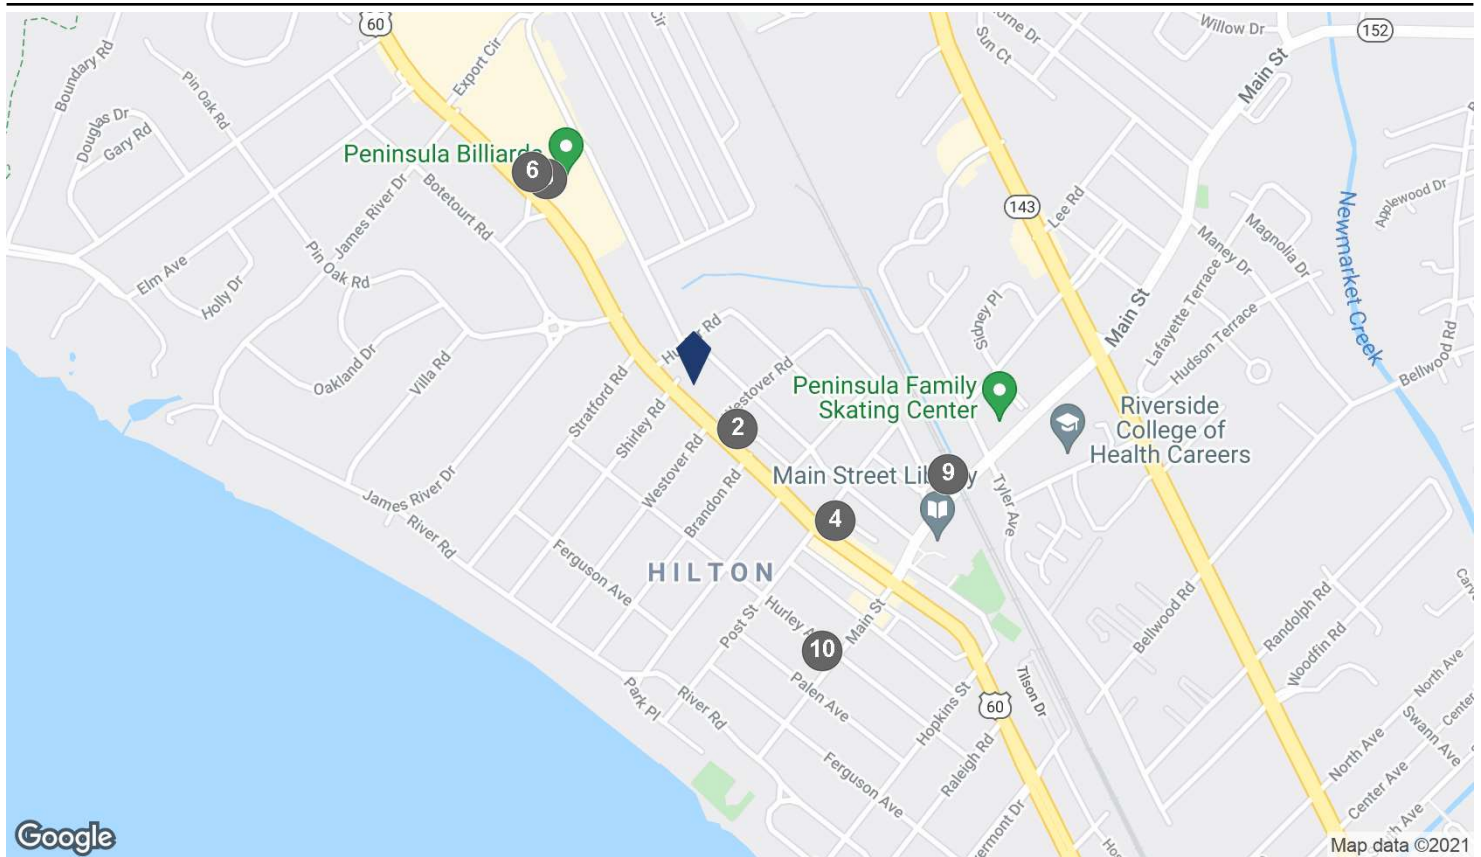 60
Boundary Rd
Douglas Dr
Gary Rd
Pin Oak Rd
Export Cir
Cir
Cir
Sun Ct
Willow Dr
152
Main St
Peninsula Billiards
6
James River Dr
Botetourt Rd
Elm Ave
Holly Dr
Pin Oak Rd
Oakland Dr
Villa Rd
143
Lee Rd
Applewood Dr
Newmarket Creek
Maney Dr
Magnolia Dr
Main St
Lafayette Terrace
Hudson Terrace
Bellwood Rd
Sidney Pl
Stratford Rd
Shirley Rd
Westover Rd
2
Westover Rd
Brandon Rd
Peninsula Family
Skating Center
Riverside
College of
Health Careers
9
Main Street Library
Tyler Ave
4
James River Dr
River Rd
Ferguson Ave
HILTON
Post St
Hurley Ave
Main St
10
Palen Ave
Park Pl
River Rd
Ferguson Ave
Hopkins St
Raleigh Rd
60
Tilson Dr
Bellwood Rd
Randolph Rd
Woodfin Rd
North Ave
North Ave
Center Ave
Swann Ave
Google
Map data ©2021